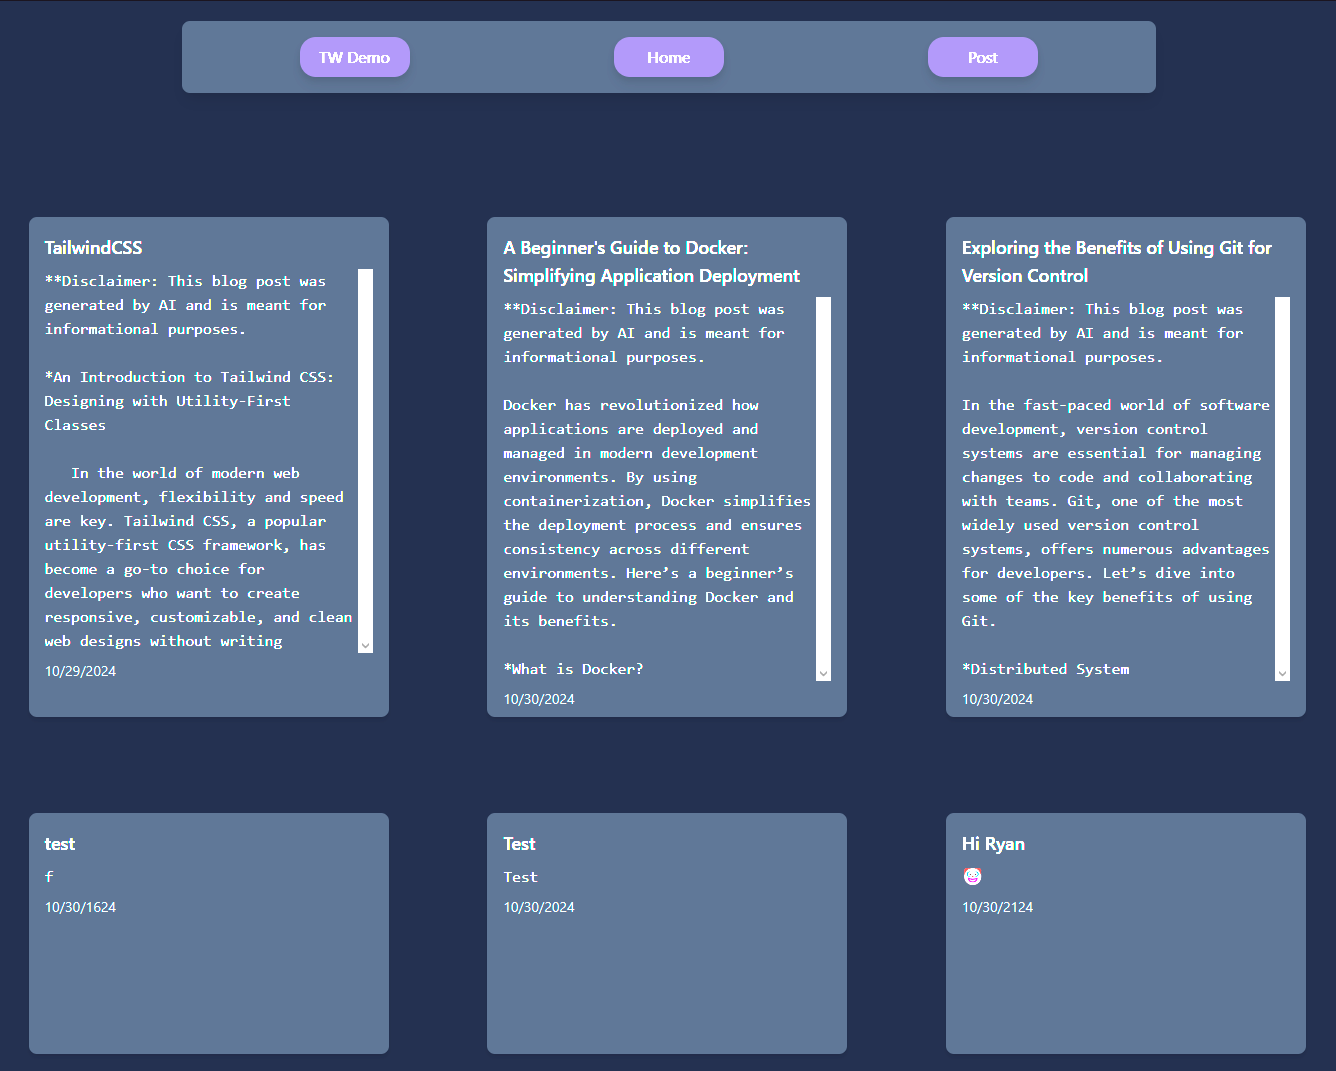 TW Demo
Home
Post
TailwindCSS
**Disclaimer: This blog post was
generated by AI and is meant for
informational purposes.
*An Introduction to Tailwind CSS:
Designing with Utility-First
Classes
In the world of modern web
development, flexibility and speed
are key. Tailwind CSS, a popular
utility-first CSS framework, has
become a go-to choice for
developers who want to create
responsive, customizable, and clean
web designs without writing
10/29/2024
A Beginner's Guide to Docker:
Simplifying Application Deployment
**Disclaimer: This blog post was
generated by AI and is meant for
informational purposes.
Docker has revolutionized how
applications are deployed and
managed in modern development
environments. By using
containerization, Docker simplifies
the deployment process and ensures
consistency across different
environments. Here’s a beginner’s
guide to understanding Docker and
its benefits.
*What is Docker?
10/30/2024
Exploring the Benefits of Using Git for
Version Control
**Disclaimer: This blog post was
generated by AI and is meant for
informational purposes.
In the fast-paced world of software
development, version control
systems are essential for managing
changes to code and collaborating
with teams. Git, one of the most
widely used version control
systems, offers numerous advantages
for developers. Let’s dive into
some of the key benefits of using
Git.
*Distributed System
10/30/2024
test
f
10/30/1624
Test
Test
10/30/2024
Hi Ryan
🤡
10/30/2124